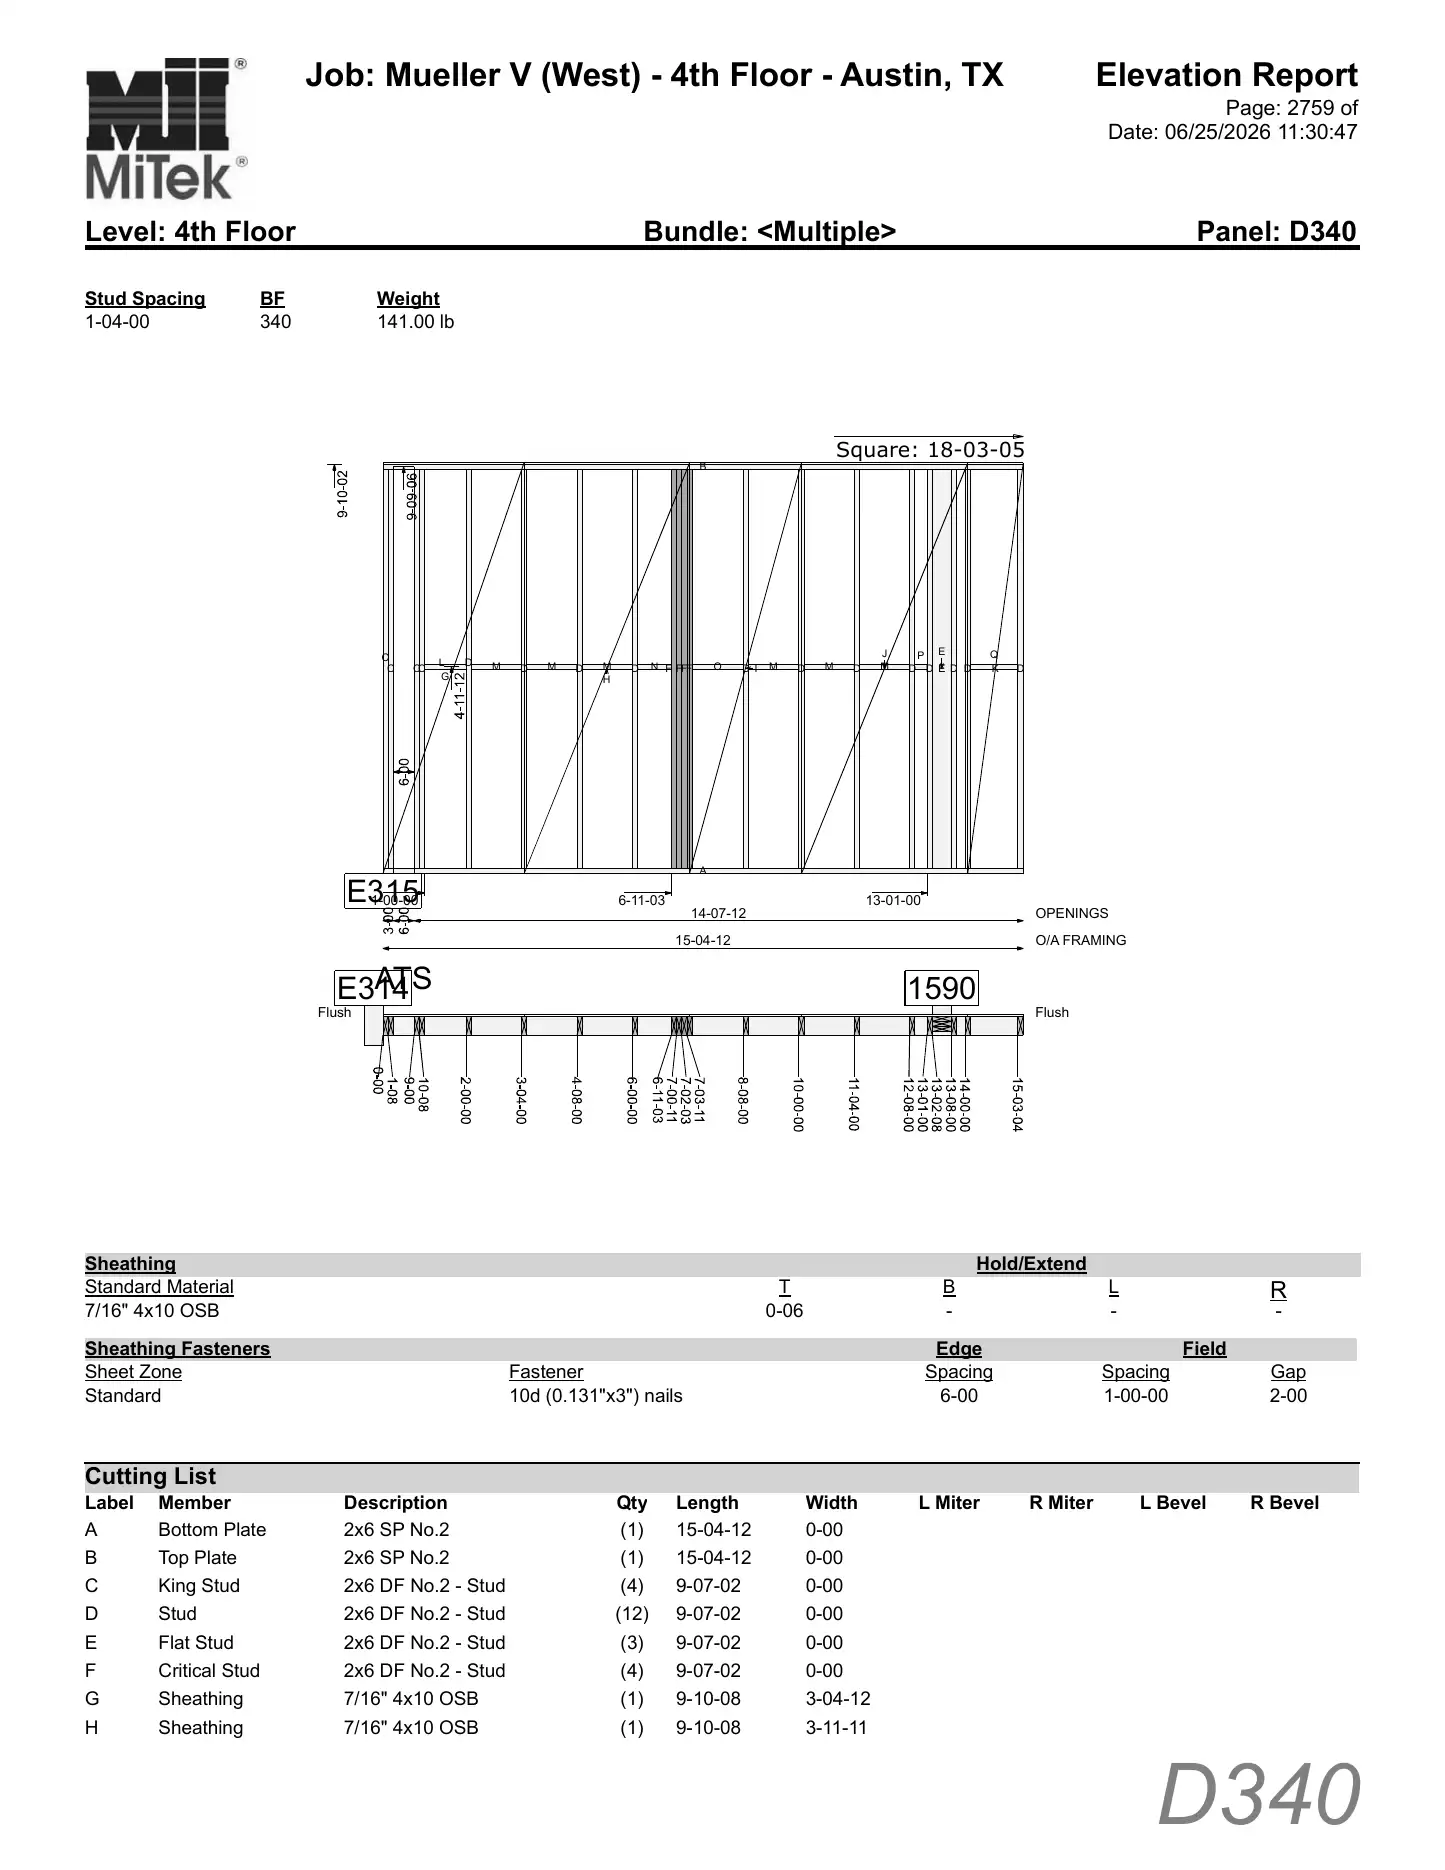 Job: Mueller V (West) - 4th Floor - Austin, TX
Elevation Report
Page: 2759 of
Date: 06/25/2026 11:30:47
MiTek®
Level: 4th Floor Bundle: <Multiple> Panel: D340
Stud Spacing BF Weight
1-04-00 340 141.00 lb
Square: 18-03-05
B
9-10-02
9-09-06
C
C
L
D
G
4-11-12
M
M
D
M
H
N
F
O
M
M
D
J
M
P
D
E
E
D
D
Q
K
D
6-00
A
E315
1-00-00
6-11-03
13-01-00
3-00
6-00
14-07-12
OPENINGS
15-04-12
O/A FRAMING
ATS
E314
1590
Flush
Flush
0-00
1-08
9-00
10-08
2-00-00
3-04-00
4-08-00
6-00-00
6-11-03
7-00-11
7-02-03
7-03-11
8-08-00
10-00-00
11-04-00
12-08-00
13-01-00
13-02-08
13-08-00
14-00-00
15-03-04
Sheathing Hold/Extend
Standard Material T B L R
7/16" 4x10 OSB 0-06 - - -
Sheathing Fasteners Edge Field
Sheet Zone Fastener Spacing Spacing Gap
Standard 10d (0.131"x3") nails 6-00 1-00-00 2-00
Cutting List
Label Member Description Qty Length Width L Miter R Miter L Bevel R Bevel
A Bottom Plate 2x6 SP No.2 (1) 15-04-12 0-00
B Top Plate 2x6 SP No.2 (1) 15-04-12 0-00
C King Stud 2x6 DF No.2 - Stud (4) 9-07-02 0-00
D Stud 2x6 DF No.2 - Stud (12) 9-07-02 0-00
E Flat Stud 2x6 DF No.2 - Stud (3) 9-07-02 0-00
F Critical Stud 2x6 DF No.2 - Stud (4) 9-07-02 0-00
G Sheathing 7/16" 4x10 OSB (1) 9-10-08 3-04-12
H Sheathing 7/16" 4x10 OSB (1) 9-10-08 3-11-11
D340